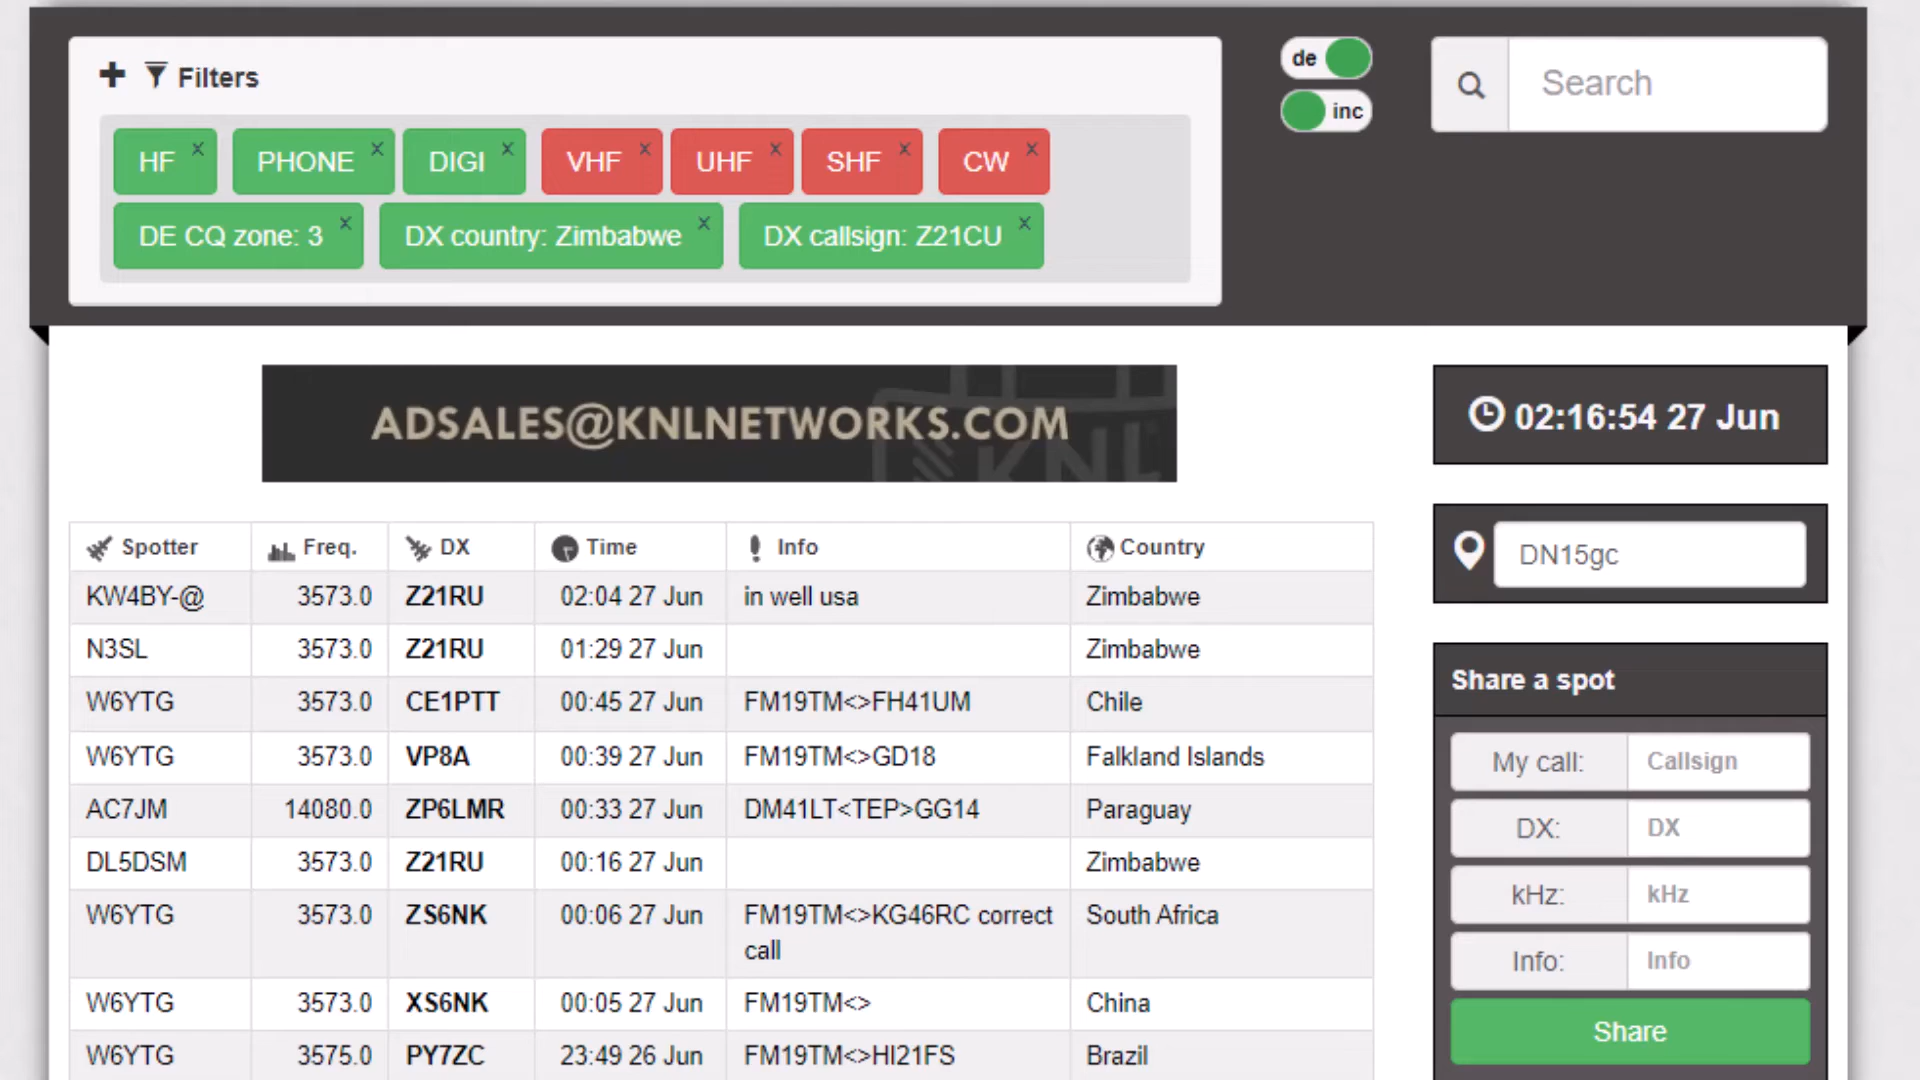 Filters
HF x PHONE x DIGI x VHF x UHF x SHF x CW x
DE CQ zone: 3 x DX country: Zimbabwe x DX callsign: Z21CU x
de
inc
Search
ADSALES@KNLNETWORKS.COM
KNL
02:16:54 27 Jun
DN15gc
Spotter Freq. DX Time Info Country
KW4BY-@ 3573.0 Z21RU 02:04 27 Jun in well usa Zimbabwe
N3SL 3573.0 Z21RU 01:29 27 Jun Zimbabwe
W6YTG 3573.0 CE1PTT 00:45 27 Jun FM19TM<>FH41UM Chile
W6YTG 3573.0 VP8A 00:39 27 Jun FM19TM<>GD18 Falkland Islands
AC7JM 14080.0 ZP6LMR 00:33 27 Jun DM41LT<TEP>GG14 Paraguay
DL5DSM 3573.0 Z21RU 00:16 27 Jun Zimbabwe
W6YTG 3573.0 ZS6NK 00:06 27 Jun FM19TM<>KG46RC correct South Africa
call
W6YTG 3573.0 XS6NK 00:05 27 Jun FM19TM<> China
W6YTG 3575.0 PY7ZC 23:49 26 Jun FM19TM<>HI21FS Brazil
Share a spot
My call: Callsign
DX: DX
kHz: kHz
Info: Info
Share